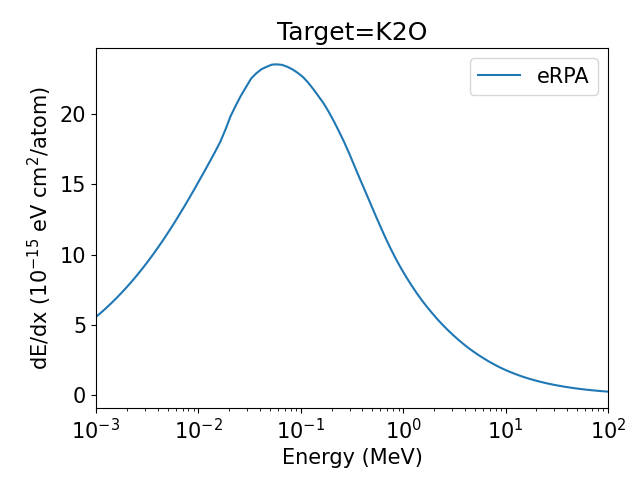 Target=K2O
eRPA
dE/dx (10⁻¹⁵ eV cm²/atom)
20
15
10
5
0
10⁻³ 10⁻² 10⁻¹ 10⁰ 10¹ 10²
Energy (MeV)